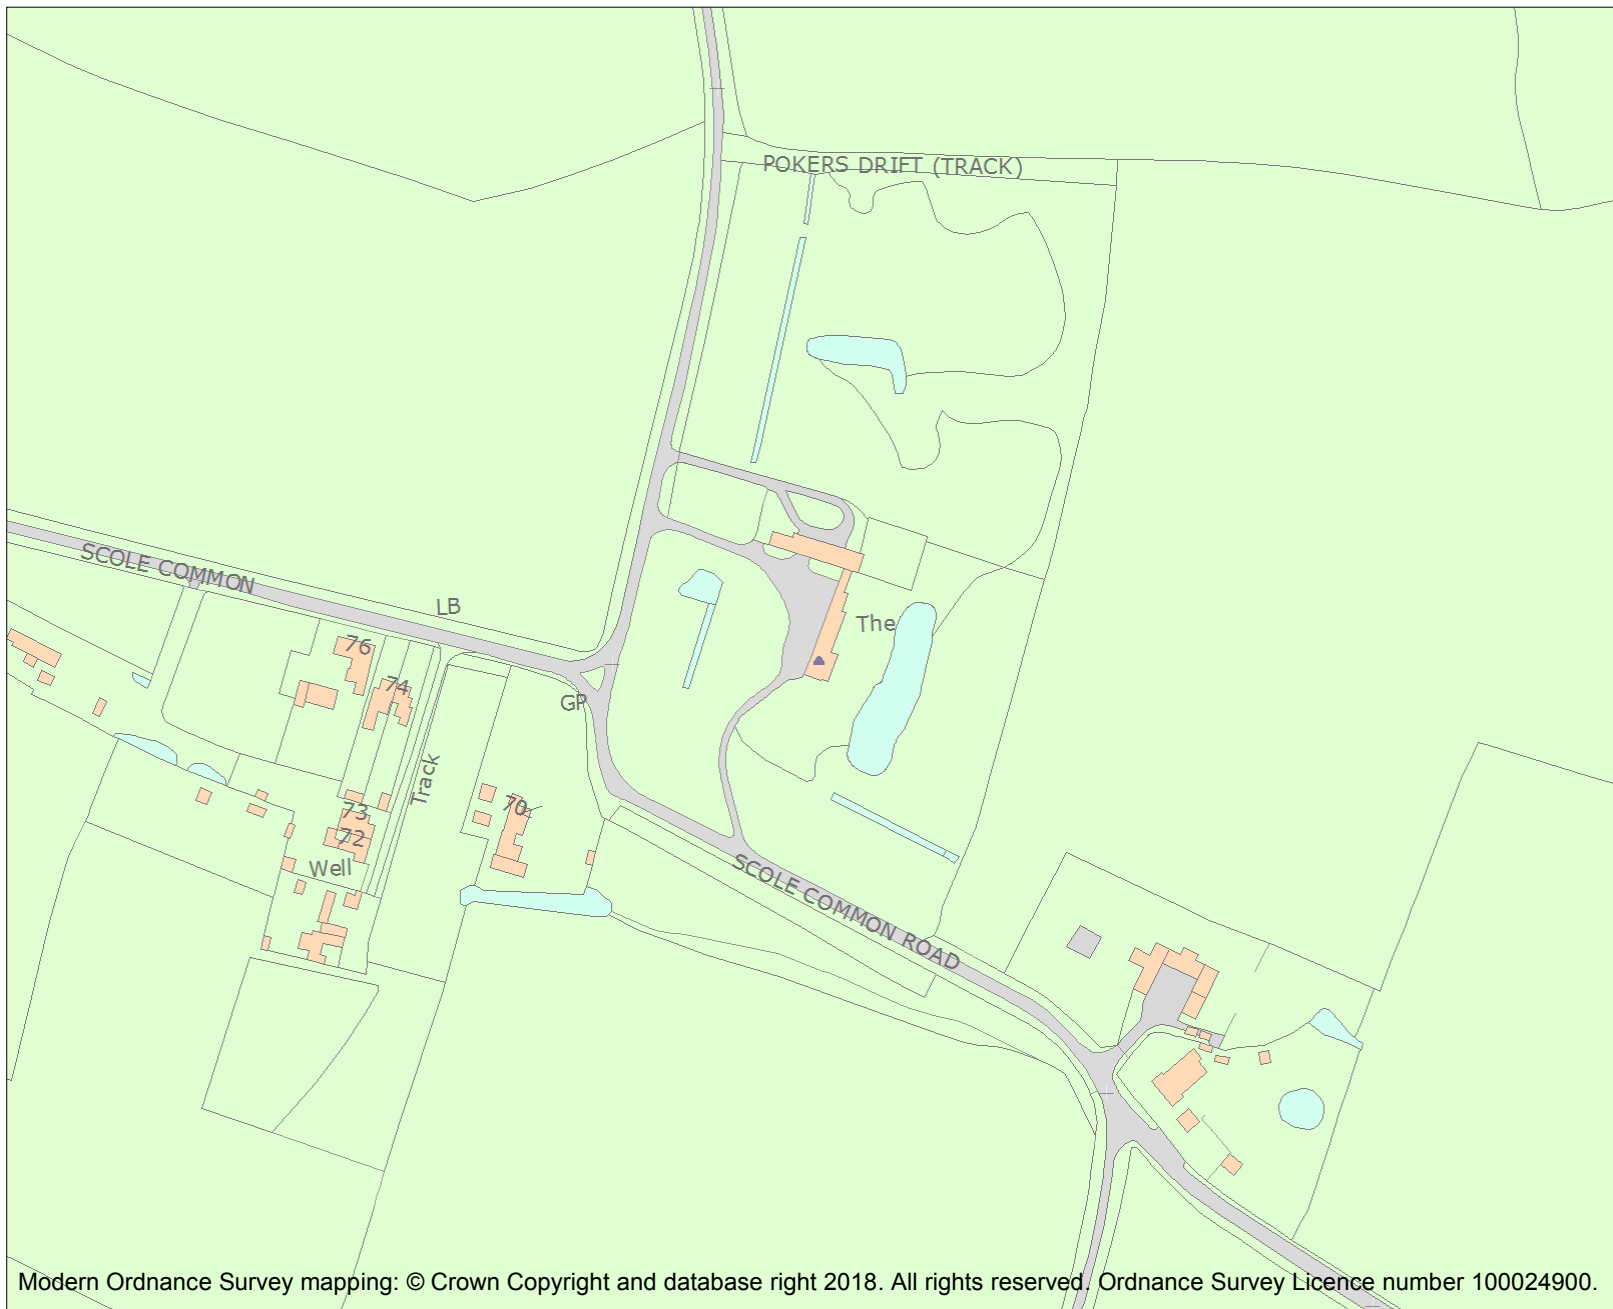 POKERS DRIFT (TRACK)
SCOLE COMMON
LB
76
The
74
GP
Track
70
73
72
Well
SCOLE COMMON ROAD
Modern Ordnance Survey mapping: © Crown Copyright and database right 2018. All rights reserved. Ordnance Survey Licence number 100024900.